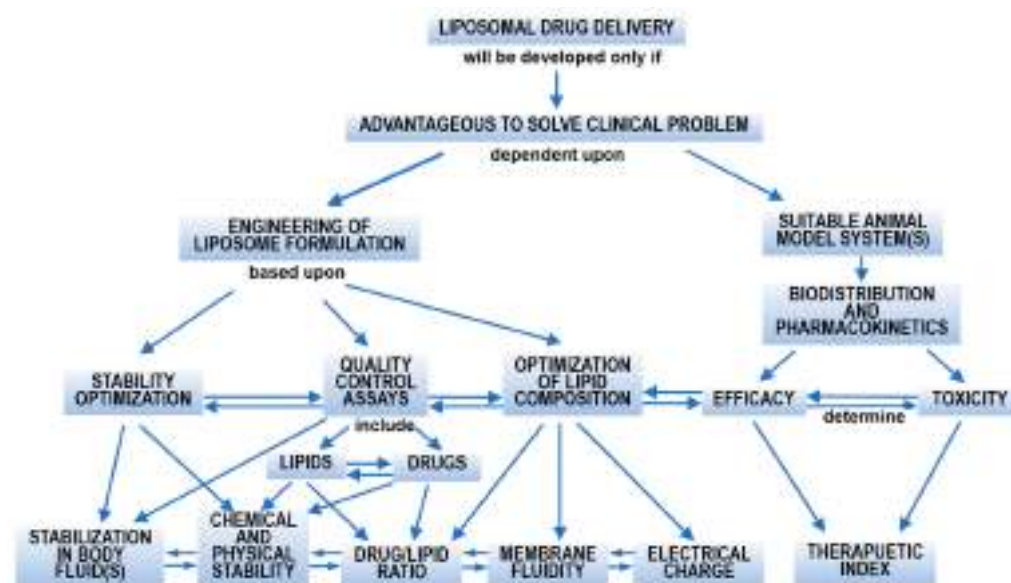 LIPOSOMAL DRUG DELIVERY
will be developed only if
ADVANTAGEOUS TO SOLVE CLINICAL PROBLEM
dependent upon
ENGINEERING OF
LIPOSOME FORMULATION
based upon
SUITABLE ANIMAL
MODEL SYSTEM(S)
BIODISTRIBUTION
AND
PHARMACOKINETICS
STABILITY
OPTIMIZATION
QUALITY
CONTROL
ASSAYS
include
OPTIMIZATION
OF LIPID
COMPOSITION
EFFICACY
determine
TOXICITY
LIPIDS
DRUGS
STABILIZATION
IN BODY
FLUID(S)
CHEMICAL
AND
PHYSICAL
STABILITY
DRUG/LIPID
RATIO
MEMBRANE
FLUIDITY
ELECTRICAL
CHARGE
THERAPUETIC
INDEX